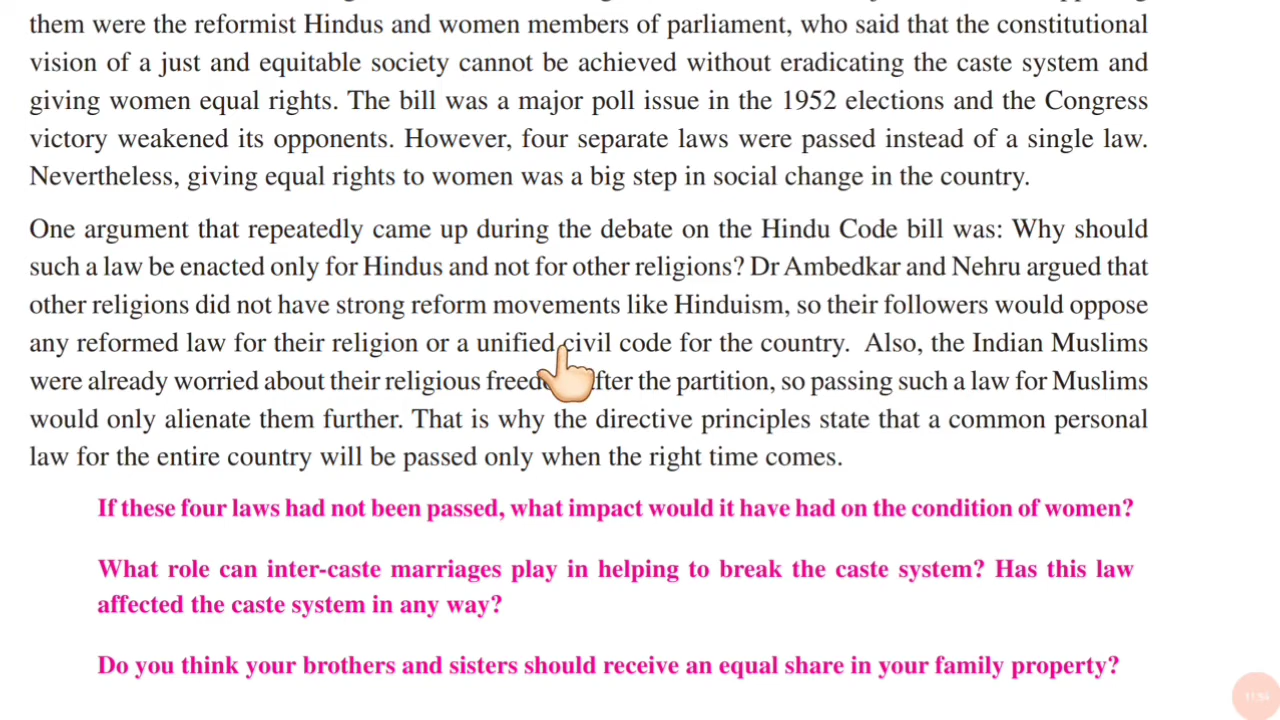 them were the reformist Hindus and women members of parliament, who said that the constitutional
vision of a just and equitable society cannot be achieved without eradicating the caste system and
giving women equal rights. The bill was a major poll issue in the 1952 elections and the Congress
victory weakened its opponents. However, four separate laws were passed instead of a single law.
Nevertheless, giving equal rights to women was a big step in social change in the country.
One argument that repeatedly came up during the debate on the Hindu Code bill was: Why should
such a law be enacted only for Hindus and not for other religions? Dr Ambedkar and Nehru argued that
other religions did not have strong reform movements like Hinduism, so their followers would oppose
any reformed law for their religion or a unified civil code for the country. Also, the Indian Muslims
were already worried about their religious after the partition, so passing such a law for Muslims
would only alienate them further. That is why the directive principles state that a common personal
law for the entire country will be passed only when the right time comes.
If these four laws had not been passed, what impact would it have had on the condition of women?
What role can inter-caste marriages play in helping to break the caste system? Has this law
affected the caste system in any way?
Do you think your brothers and sisters should receive an equal share in your family property?